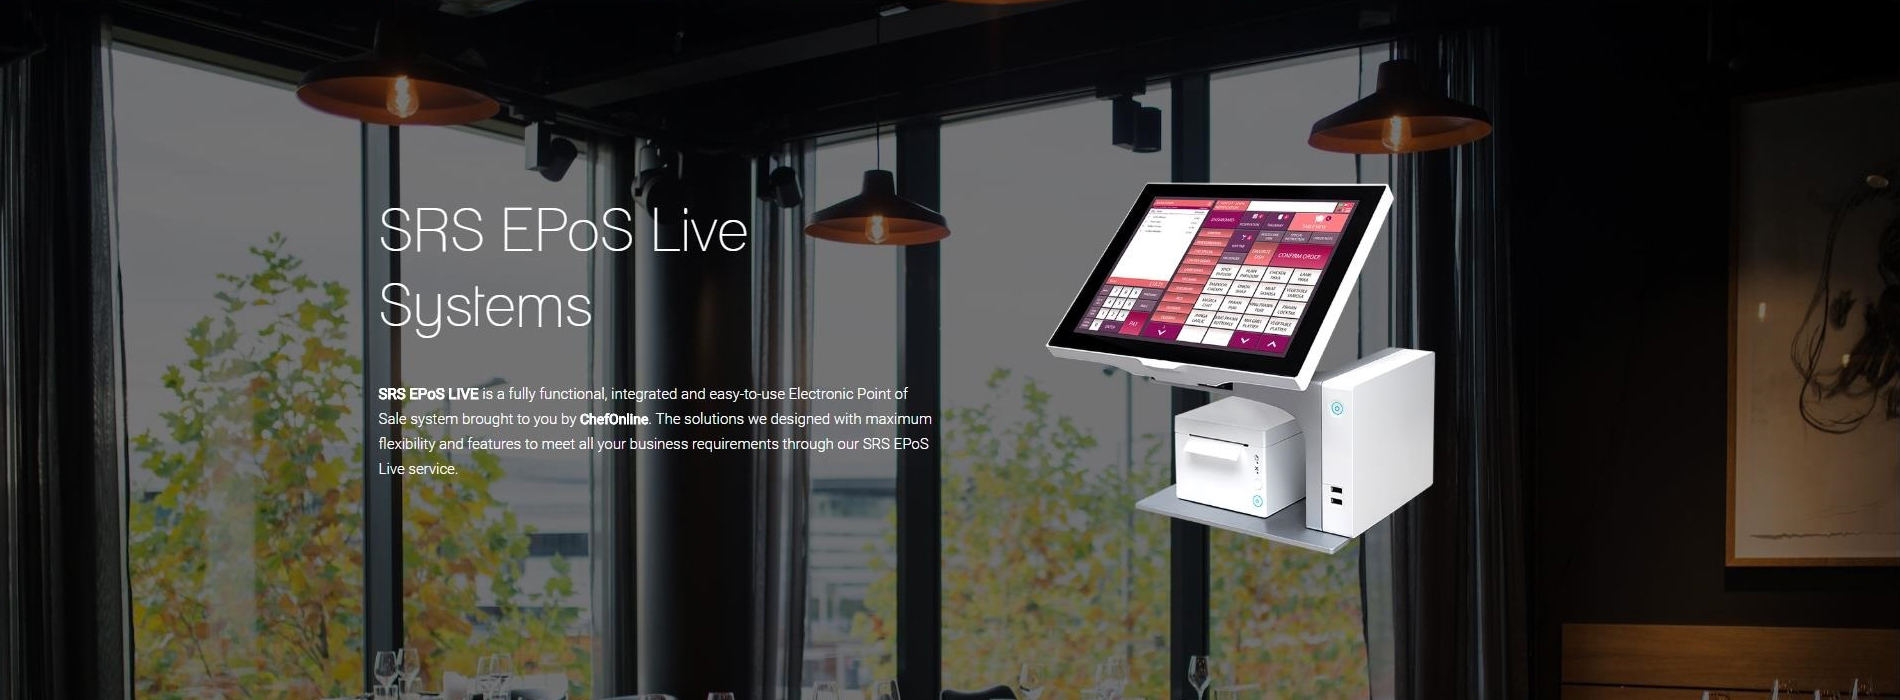 SRS EPoS Live
Systems
SRS EPoS LIVE is a fully functional, integrated and easy-to-use Electronic Point of
Sale system brought to you by ChefOnline. The solutions we designed with maximum
flexibility and features to meet all your business requirements through our SRS EPoS
Live service.
CONFIRM ORDER
PAY